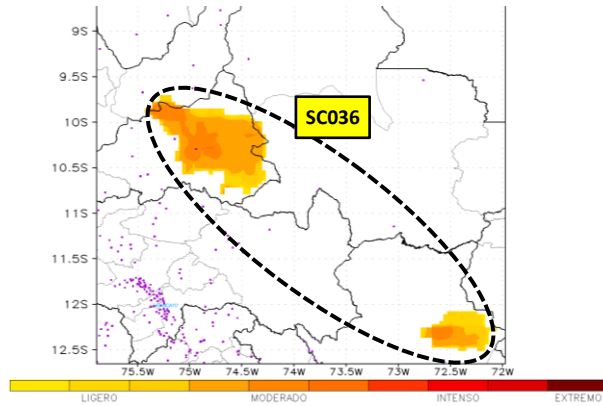 9S
9.5S
SC036
10S
10.5S
11S
11.5S
12S
12.5S
75.5W 75W 74.5W 74W 73.5W 73W 72.5W 72W
LIGERO MODERADO INTENSO EXTREMO